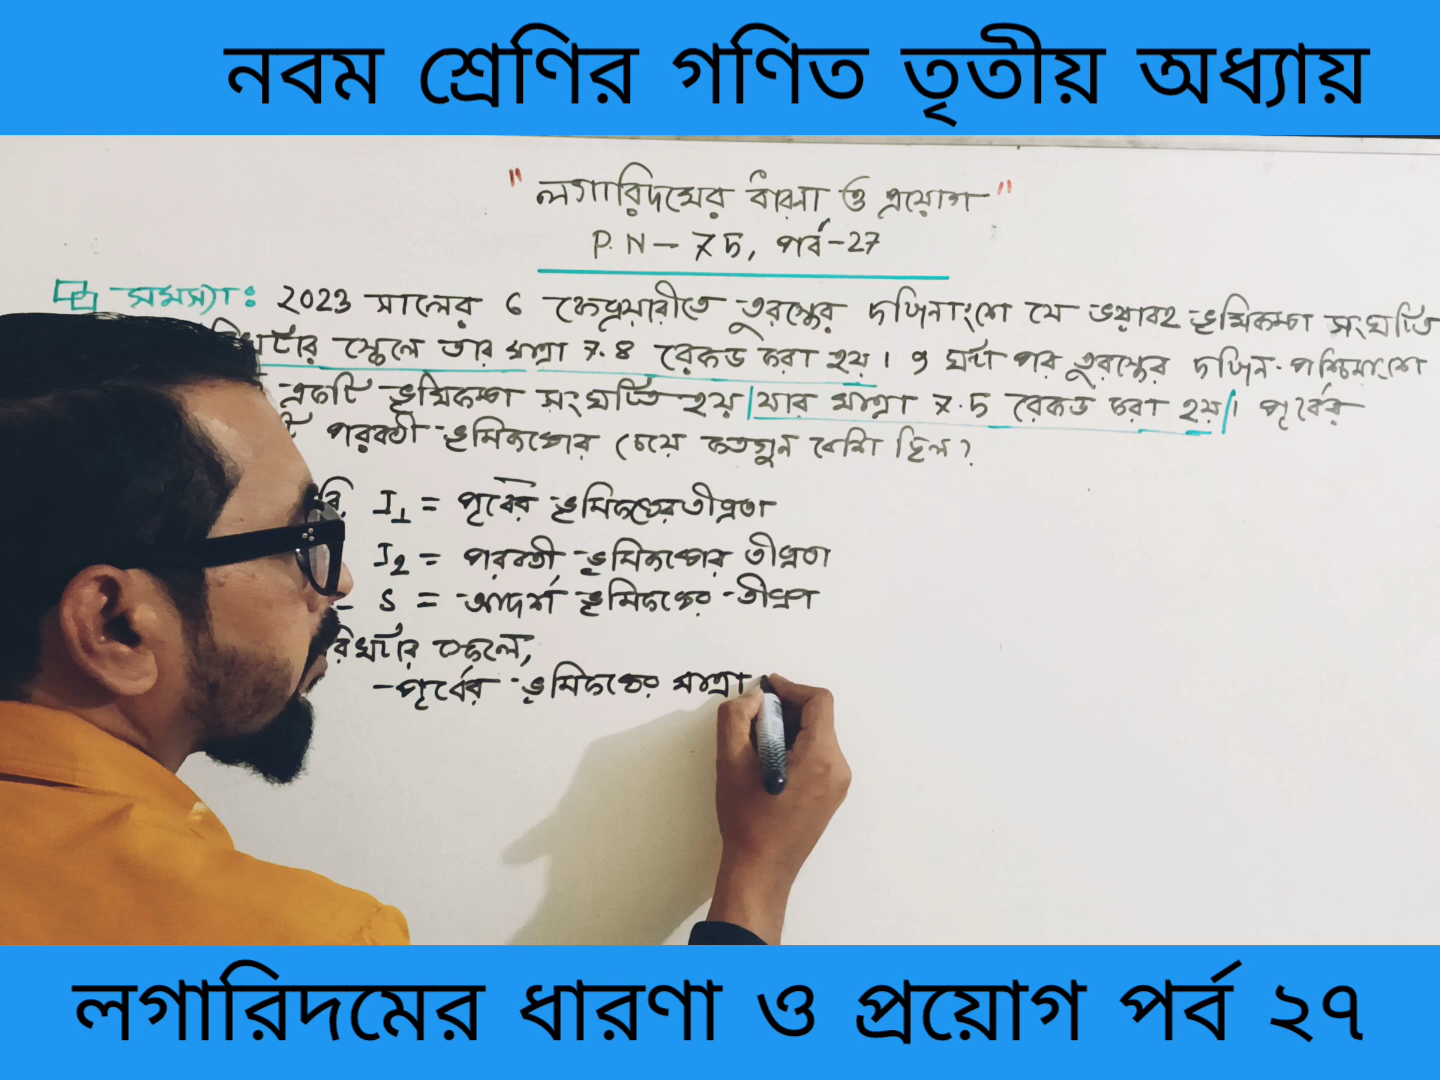 নবম শ্রেণির গণিত তৃতীয় অধ্যায়
"লগারিদমের ধারণা ও প্রয়োগ"
P.N - 75, পর্ব-27
সমস্যা: 2023 সালের 6 ফেব্রুয়ারীতে তুরস্কের দক্ষিনাংশে যে ভয়াবহ ভূমিকম্প সংঘটিত
রিখটার স্কেলে তার মাত্রা 7.8 রেকর্ড করা হয়। 9 ঘন্টা পর তুরস্কের দক্ষিন-পশ্চিমাংশে
একটি ভূমিকম্প সংঘটিত হয় যার মাত্রা 7.5 রেকর্ড করা হয়। পূর্বের
পরবর্তী ভূমিকম্পের চেয়ে কতগুন বেশি ছিল?
I₁ = পূর্বের ভূমিকম্পের তীব্রতা
I₂ = পরবর্তী ভূমিকম্পের তীব্রতা
S = আদর্শ ভূমিকম্পের তীব্রতা
রিখটার স্কেলে,
পূর্বের ভূমিকম্পের মাত্রা
লগারিদমের ধারণা ও প্রয়োগ পর্ব ২৭